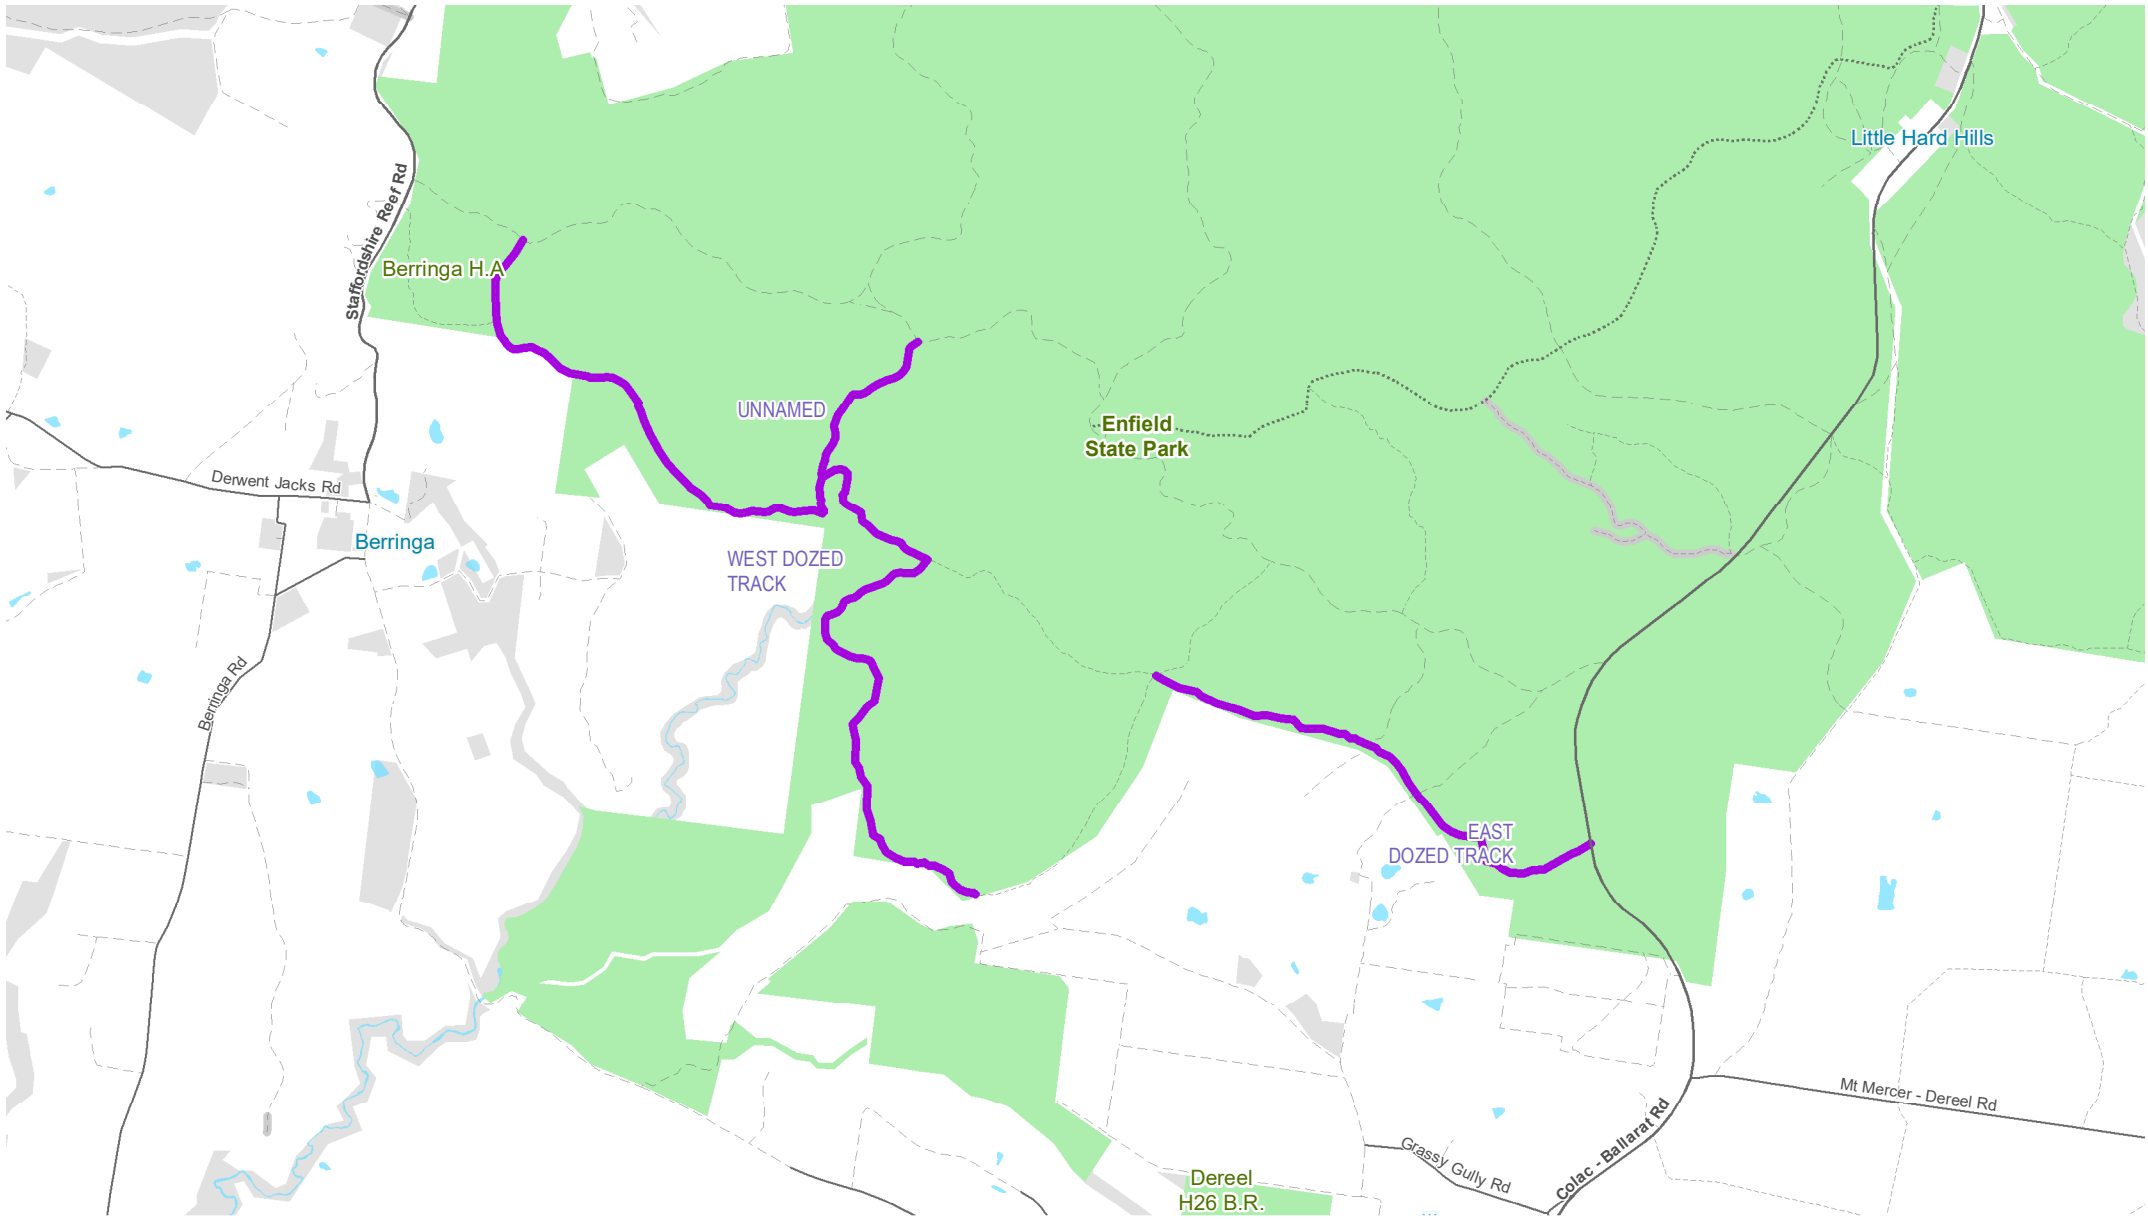 Little Hard Hills
Staffordshire Reef Rd
Berringa H.A
UNNAMED
Enfield
State Park
Derwent Jacks Rd
Berringa
WEST DOZED
TRACK
Berringa Rd
EAST
DOZED TRACK
Mt Mercer - Dereel Rd
Colac - Ballarat Rd
Grassy Gully Rd
Dereel
H26 B.R.